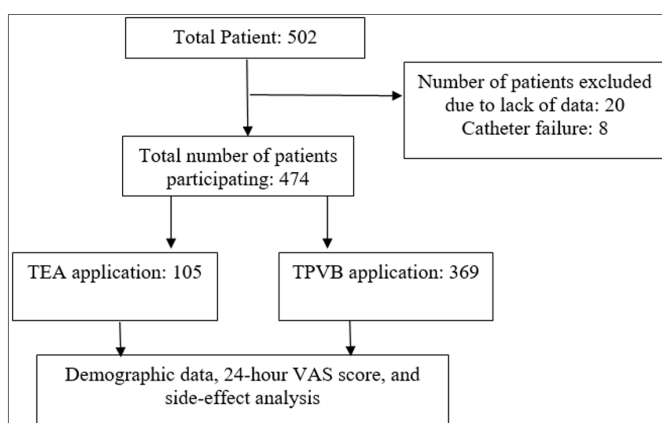 Total Patient: 502
Number of patients excluded
due to lack of data: 20
Catheter failure: 8
Total number of patients
participating: 474
TEA application: 105
TPVB application: 369
Demographic data, 24-hour VAS score, and
side-effect analysis